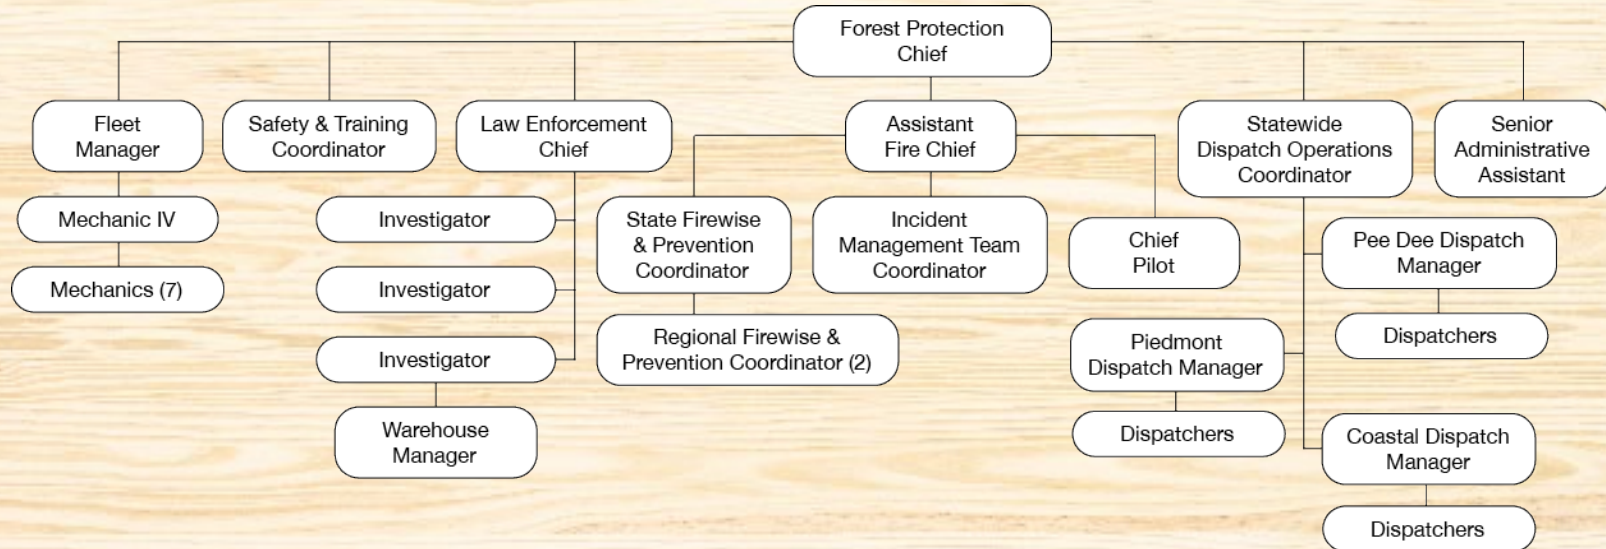 Forest Protection
Chief
Fleet
Manager
Safety & Training
Coordinator
Law Enforcement
Chief
Assistant
Fire Chief
Statewide
Dispatch Operations
Coordinator
Senior
Administrative
Assistant
Mechanic IV
Mechanics (7)
Investigator
Investigator
Investigator
Warehouse
Manager
State Firewise
& Prevention
Coordinator
Regional Firewise &
Prevention Coordinator (2)
Incident
Management Team
Coordinator
Chief
Pilot
Pee Dee Dispatch
Manager
Dispatchers
Piedmont
Dispatch Manager
Dispatchers
Coastal Dispatch
Manager
Dispatchers